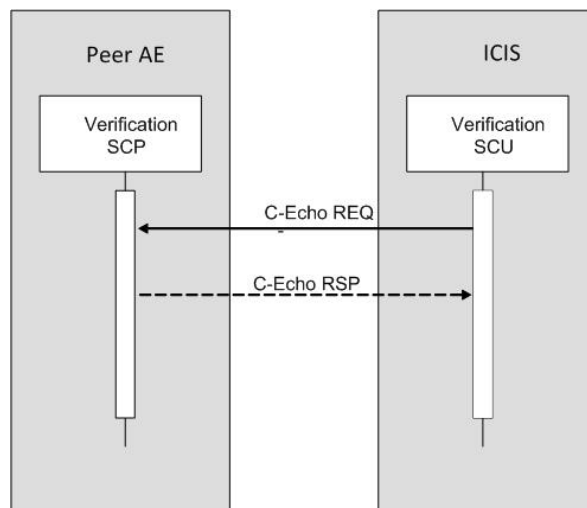 Peer AE
ICIS
Verification
SCP
Verification
SCU
C-Echo REQ
C-Echo RSP